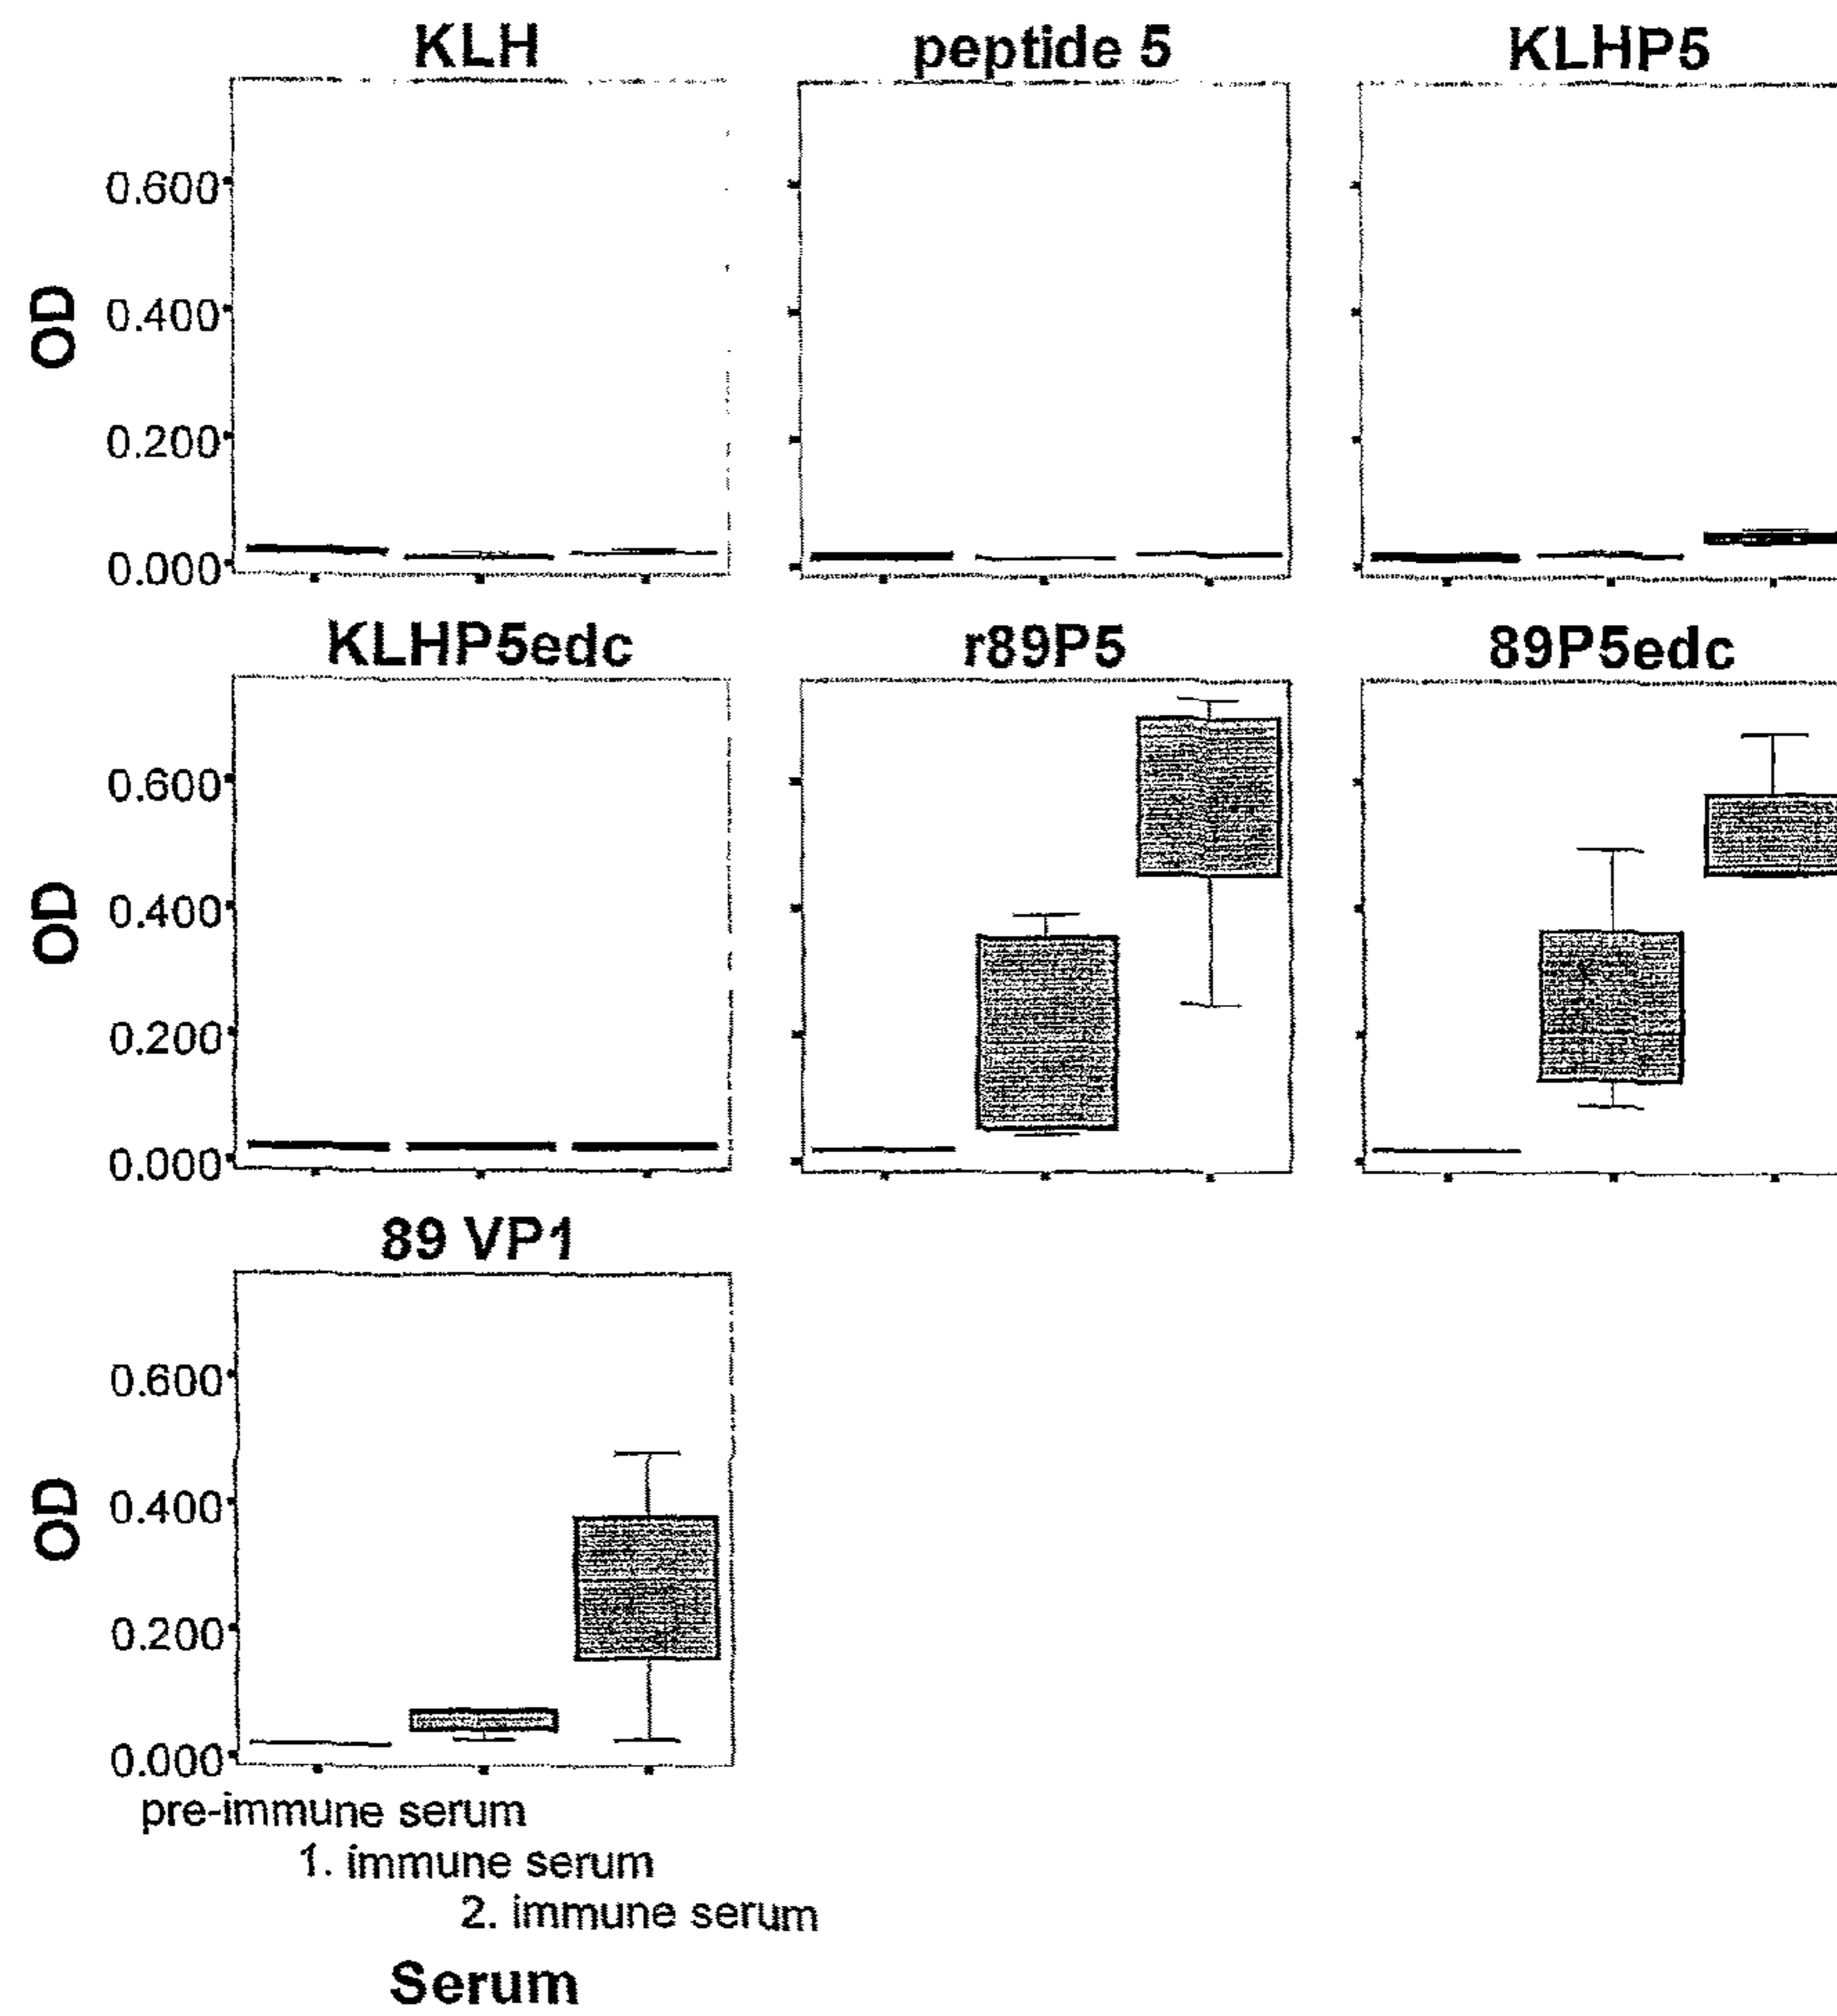 KLH peptide 5 KLHP5
0.600
OD
0.400
0.200
0.000
KLHP5edc r89P5 89P5edc
0.600
OD
0.400
0.200
0.000
89 VP1
0.600
OD
0.400
0.200
0.000
pre-immune serum
1. immune serum
2. immune serum
Serum